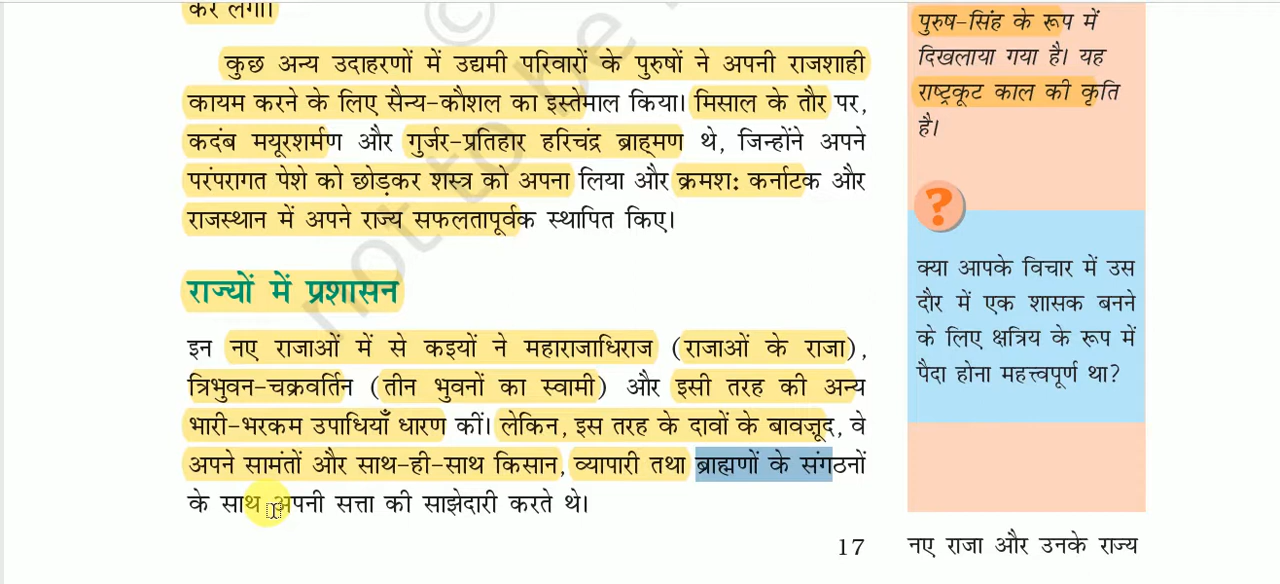 कर लगा।
कुछ अन्य उदाहरणों में उद्यमी परिवारों के पुरुषों ने अपनी राजशाही
कायम करने के लिए सैन्य-कौशल का इस्तेमाल किया। मिसाल के तौर पर,
कदंब मयूरशर्मण और गुर्जर-प्रतिहार हरिचंद्र ब्राह्मण थे, जिन्होंने अपने
परंपरागत पेशे को छोड़कर शस्त्र को अपना लिया और क्रमश: कर्नाटक और
राजस्थान में अपने राज्य सफलतापूर्वक स्थापित किए।
राज्यों में प्रशासन
इन नए राजाओं में से कइयों ने महाराजाधिराज (राजाओं के राजा),
त्रिभुवन-चक्रवर्तिन (तीन भुवनों का स्वामी) और इसी तरह की अन्य
भारी-भरकम उपाधियाँ धारण कीं। लेकिन, इस तरह के दावों के बावज़ूद, वे
अपने सामंतों और साथ-ही-साथ किसान, व्यापारी तथा ब्राह्मणों के संगठनों
के साथ अपनी सत्ता की साझेदारी करते थे।
पुरुष-सिंह के रूप में
दिखलाया गया है। यह
राष्ट्रकूट काल की कृति
है।
?
क्या आपके विचार में उस
दौर में एक शासक बनने
के लिए क्षत्रिय के रूप में
पैदा होना महत्त्वपूर्ण था?
17 नए राजा और उनके राज्य
© not to be